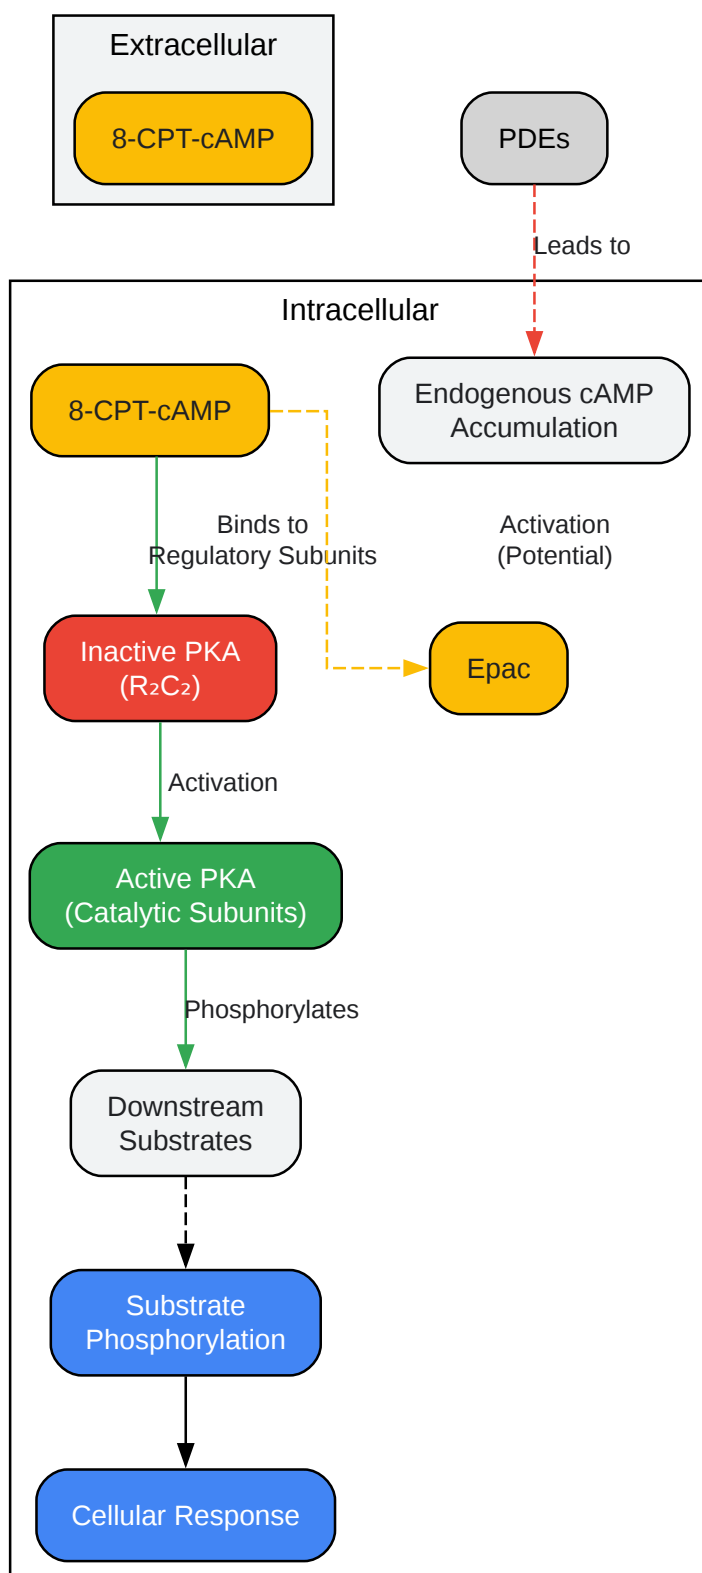 Extracellular
8-CPT-cAMP
PDEs
Leads to
Intracellular
8-CPT-cAMP
Endogenous cAMP
Accumulation
Binds to
Regulatory Subunits
Activation
(Potential)
Inactive PKA
(R₂C₂)
Epac
Activation
Active PKA
(Catalytic Subunits)
Phosphorylates
Downstream
Substrates
Substrate
Phosphorylation
Cellular Response